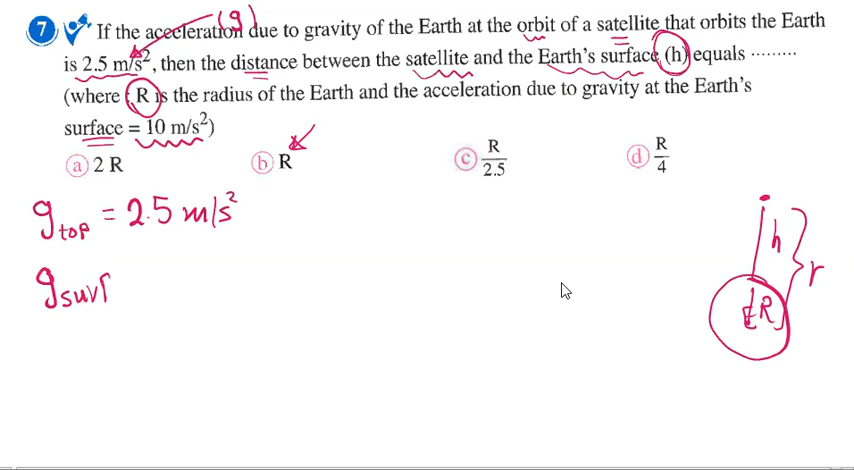 (g)
7 If the acceleration due to gravity of the Earth at the orbit of a satellite that orbits the Earth
is 2.5 m/s², then the distance between the satellite and the Earth's surface (h) equals ·········
(where R is the radius of the Earth and the acceleration due to gravity at the Earth's
surface = 10 m/s²)
a 2 R b R c R/2.5 d R/4
g top = 2.5 m/s²
h
r
g surf
R